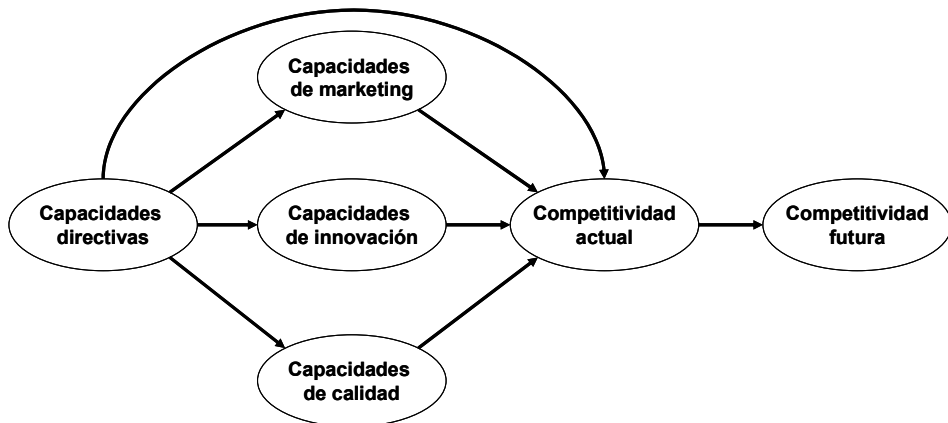 Capacidades
de marketing
Capacidades
directivas
Capacidades
de innovación
Competitividad
actual
Competitividad
futura
Capacidades
de calidad